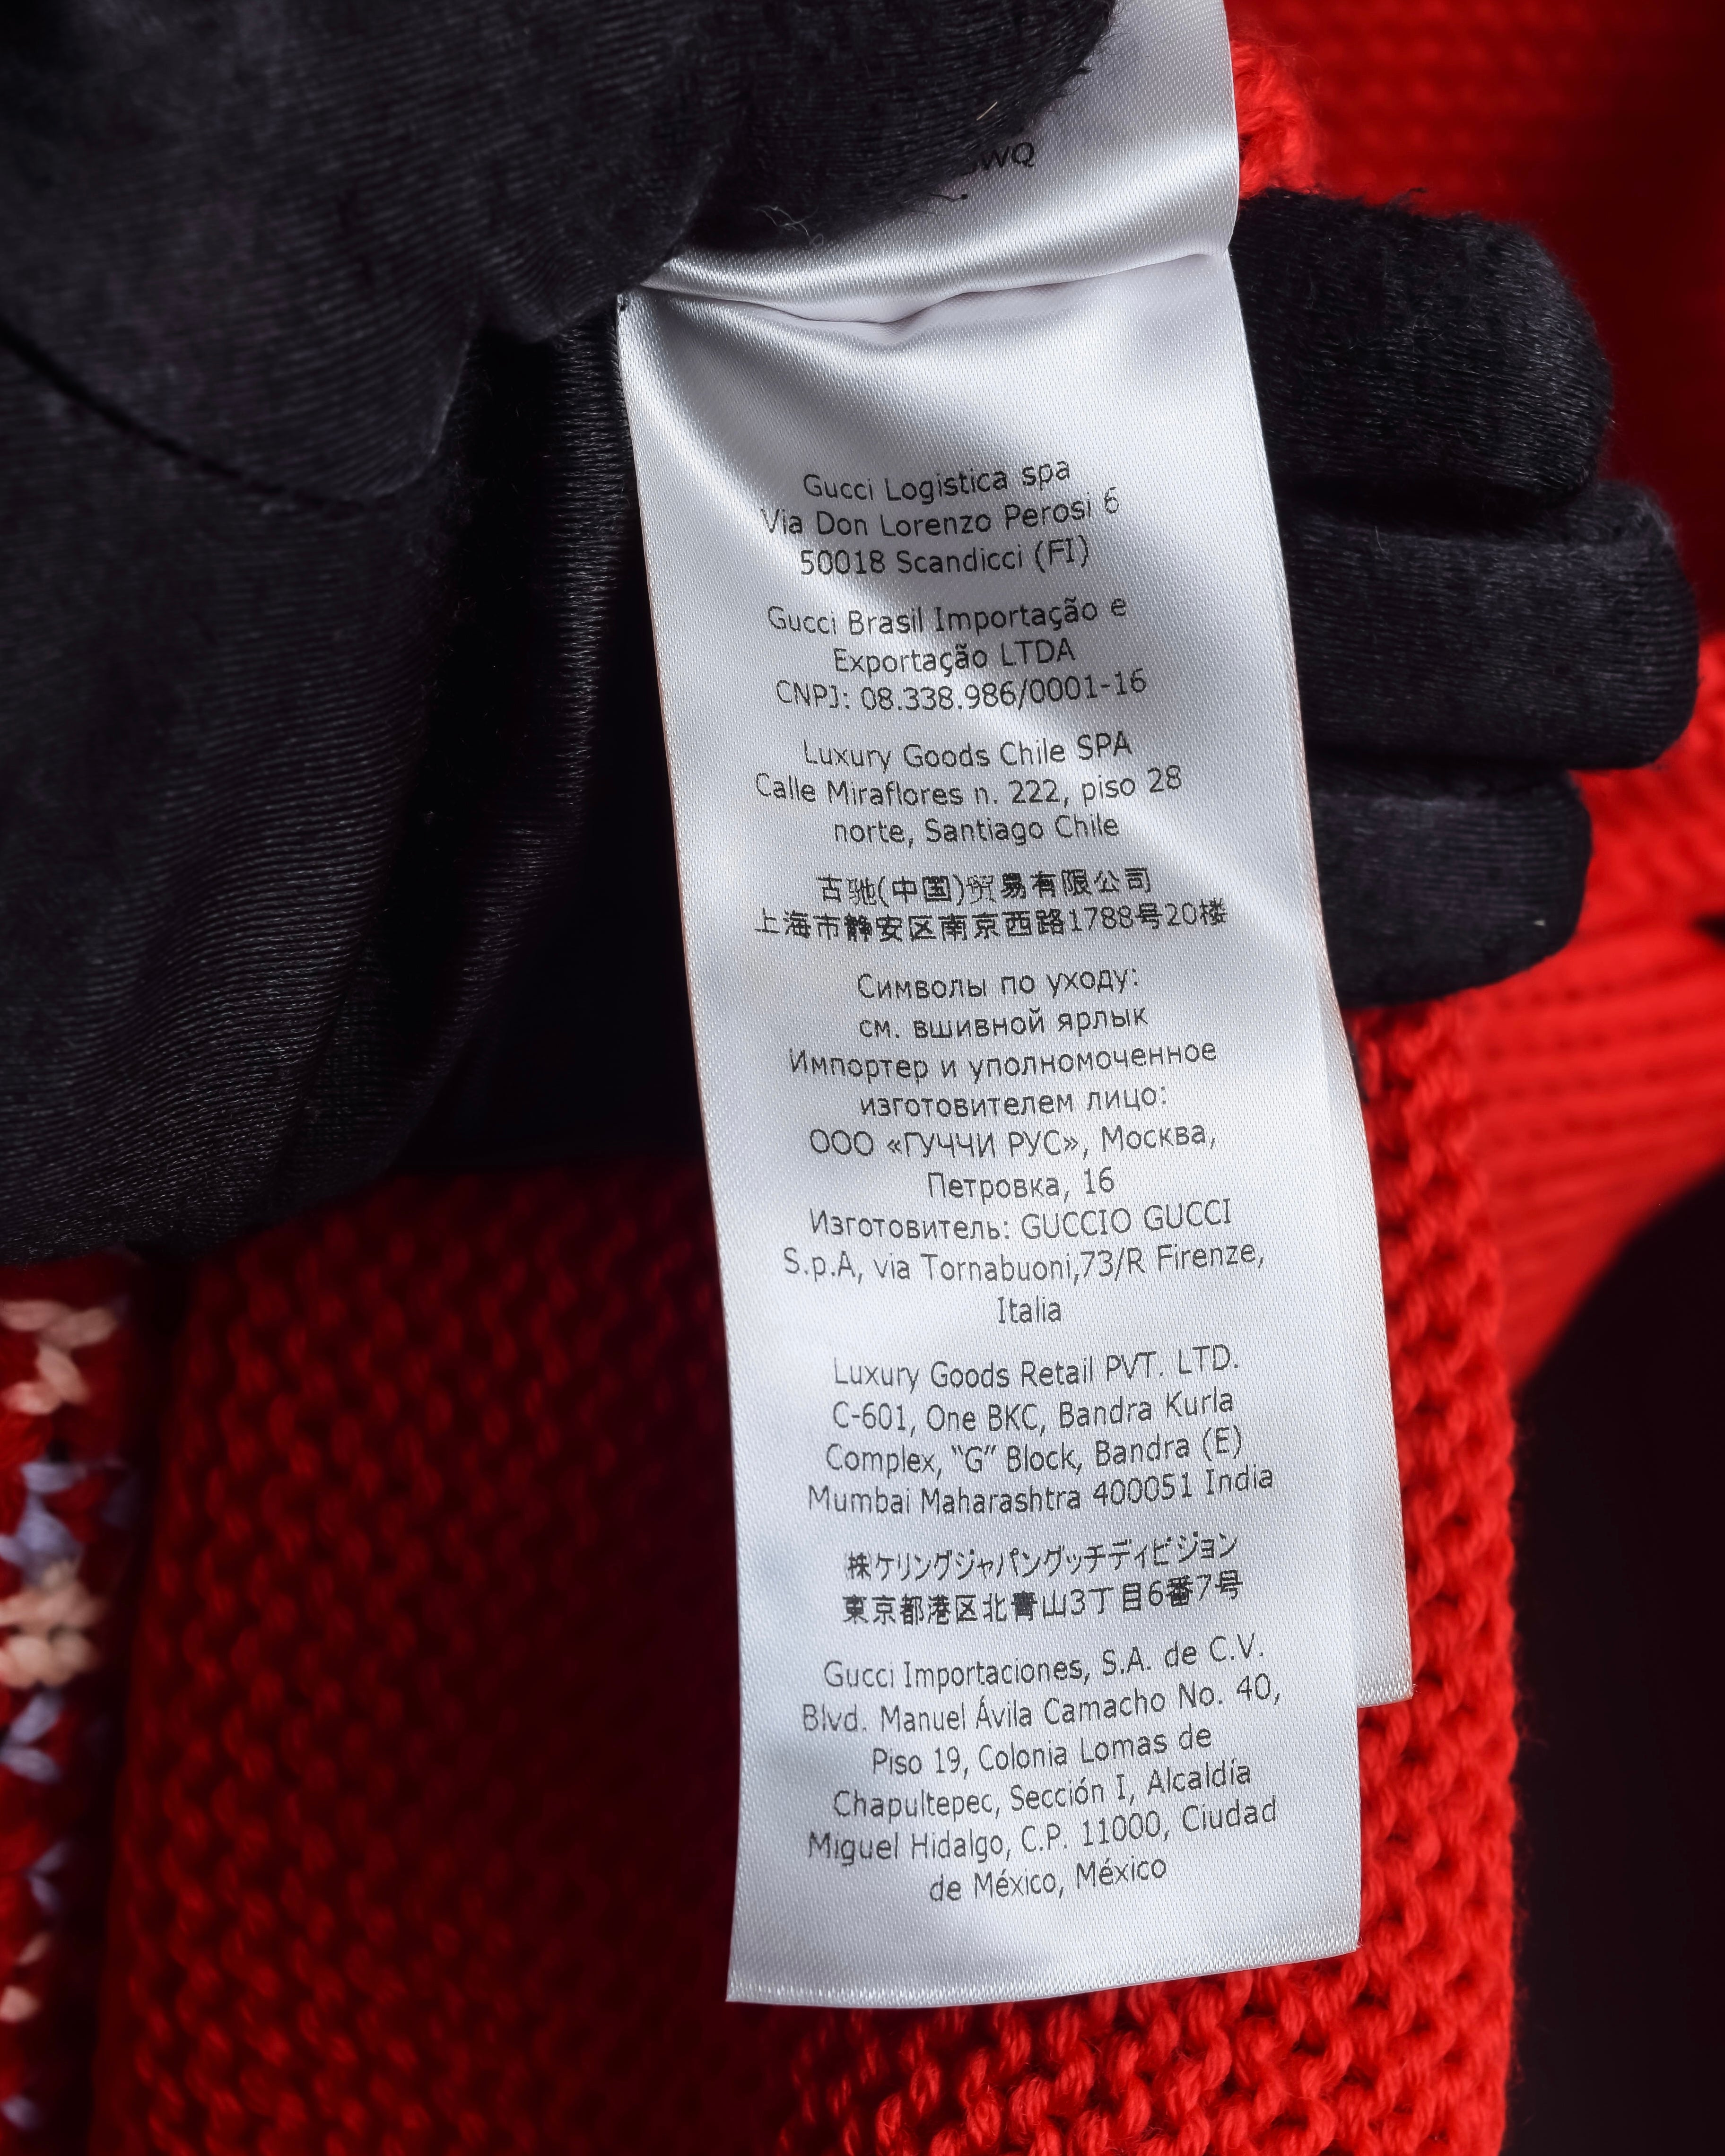 Gucci Logistica spa
Via Don Lorenzo Perosi 6
50018 Scandicci (FI)
Gucci Brasil Importação e
Exportação LTDA
CNPJ: 08.338.986/0001-16
Luxury Goods Chile SPA
Calle Miraflores n. 222, piso 28
norte, Santiago Chile
古驰(中国)贸易有限公司
上海市静安区南京西路1788号20楼
Символы по уходу:
см. вшивной ярлык
Импортер и уполномоченное
изготовителем лицо:
ООО «ГУЧЧИ РУС», Москва,
Петровка, 16
Изготовитель: GUCCIO GUCCI
S.p.A, via Tornabuoni,73/R Firenze,
Italia
Luxury Goods Retail PVT. LTD.
C-601, One BKC, Bandra Kurla
Complex, “G” Block, Bandra (E)
Mumbai Maharashtra 400051 India
株ケリングジャパングッチディビジョン
東京都港区北青山3丁目6番7号
Gucci Importaciones, S.A. de C.V.
Blvd. Manuel Ávila Camacho No. 40,
Piso 19, Colonia Lomas de
Chapultepec, Sección I, Alcaldía
Miguel Hidalgo, C.P. 11000, Ciudad
de México, México